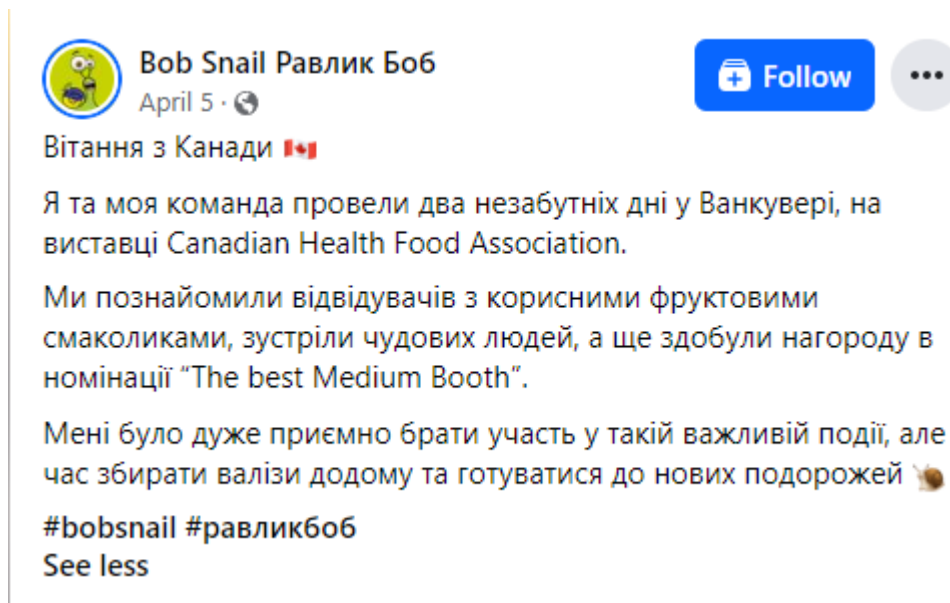 Bob Snail Равлик Боб
Follow
April 5
Вітання з Канади 🇨🇦
Я та моя команда провели два незабутніх дні у Ванкувері, на
виставці Canadian Health Food Association.
Ми познайомили відвідувачів з корисними фруктовими
смаколиками, зустріли чудових людей, а ще здобули нагороду в
номінації “The best Medium Booth”.
Мені було дуже приємно брати участь у такій важливій події, але
час збирати валізи додому та готуватися до нових подорожей 🐌
#bobsnail #равликбоб
See less